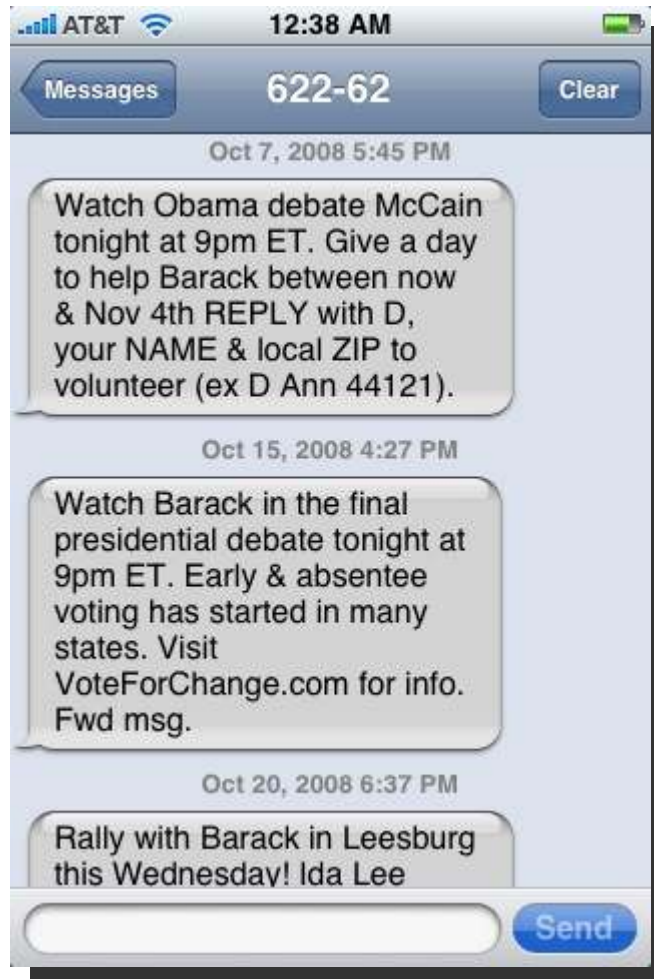 AT&T 12:38 AM
Messages 622-62 Clear
Oct 7, 2008 5:45 PM
Watch Obama debate McCain
tonight at 9pm ET. Give a day
to help Barack between now
& Nov 4th REPLY with D,
your NAME & local ZIP to
volunteer (ex D Ann 44121).
Oct 15, 2008 4:27 PM
Watch Barack in the final
presidential debate tonight at
9pm ET. Early & absentee
voting has started in many
states. Visit
VoteForChange.com for info.
Fwd msg.
Oct 20, 2008 6:37 PM
Rally with Barack in Leesburg
this Wednesday! Ida Lee
Send